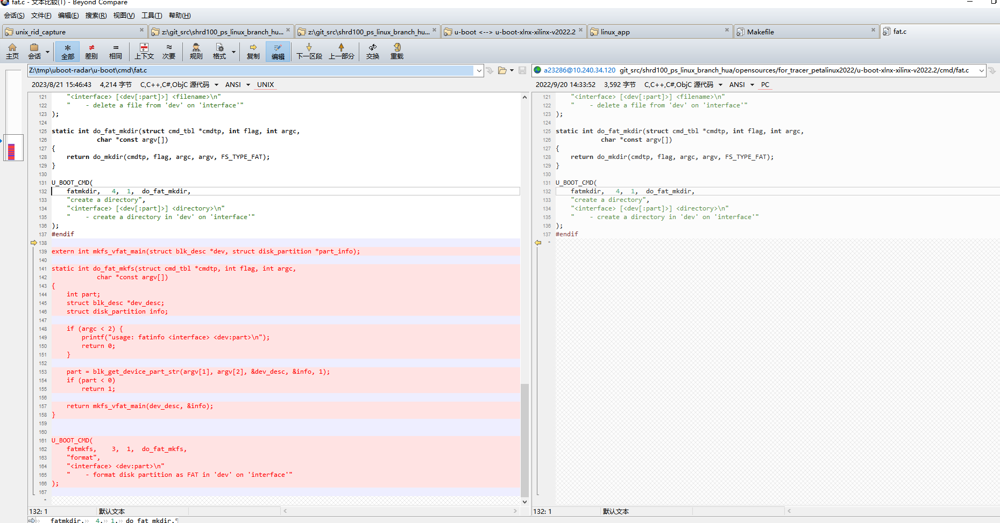 fat.c - 文本比较(T) - Beyond Compare
会话(S) 文件(F) 编辑(E) 搜索(R) 视图(V) 工具(T) 帮助(H)
unix_rid_capture × z:\git_src\shrd100_ps_linux_branch_hu... × z:\git_src\shrd100_ps_linux_branch_hu... × u-boot <--> u-boot-xlnx-xilinx-v2022.2 × linux_app × Makefile × fat.c
主页 会话 全部 差别 相同 上下文 次要 规则 格式 复制 编辑 下一区段 上一部分 交换 重载
Z:\tmp\uboot-radar\u-boot\cmd\fat.c
2023/8/21 15:46:43 4,214 字节 C,C++,C#,ObjC 源代码 ANSI UNIX
121 "<interface> [<dev[:part]>] <filename>\n"
122 "    - delete a file from 'dev' on 'interface'"
123 );
124
125 static int do_fat_mkdir(struct cmd_tbl *cmdtp, int flag, int argc,
126             char *const argv[])
127 {
128     return do_mkdir(cmdtp, flag, argc, argv, FS_TYPE_FAT);
129 }
130
131 U_BOOT_CMD(
132     fatmkdir,   4,  1,  do_fat_mkdir,
133     "create a directory",
134     "<interface> [<dev[:part]>] <directory>\n"
135     "    - create a directory in 'dev' on 'interface'"
136 );
137 #endif
138
139 extern int mkfs_vfat_main(struct blk_desc *dev, struct disk_partition *part_info);
140
141 static int do_fat_mkfs(struct cmd_tbl *cmdtp, int flag, int argc,
142             char *const argv[])
143 {
144     int part;
145     struct blk_desc *dev_desc;
146     struct disk_partition info;
147
148     if (argc < 2) {
149         printf("usage: fatinfo <interface> <dev:part>\n");
150         return 0;
151     }
152
153     part = blk_get_device_part_str(argv[1], argv[2], &dev_desc, &info, 1);
154     if (part < 0)
155         return 1;
156
157     return mkfs_vfat_main(dev_desc, &info);
158 }
159
160
161 U_BOOT_CMD(
162     fatmkfs,    3,  1,  do_fat_mkfs,
163     "format",
164     "<interface> <dev:part>\n"
165     "    - format disk partition as FAT in 'dev' on 'interface'"
166 );
167
132: 1 默认文本
a23286@10.240.34.120 git_src/shrd100_ps_linux_branch_hua/opensources/for_tracer_petalinux2022/u-boot-xlnx-xilinx-v2022.2/cmd/fat.c
2022/9/20 14:33:52 3,592 字节 C,C++,C#,ObjC 源代码 ANSI PC
121 "<interface> [<dev[:part]>] <filename>\n"
122 "    - delete a file from 'dev' on 'interface'"
123 );
124
125 static int do_fat_mkdir(struct cmd_tbl *cmdtp, int flag, int argc,
126             char *const argv[])
127 {
128     return do_mkdir(cmdtp, flag, argc, argv, FS_TYPE_FAT);
129 }
130
131 U_BOOT_CMD(
132     fatmkdir,   4,  1,  do_fat_mkdir,
133     "create a directory",
134     "<interface> [<dev[:part]>] <directory>\n"
135     "    - create a directory in 'dev' on 'interface'"
136 );
137 #endif
132: 1 默认文本
fatmkdir,» 4,» 1,» do_fat_mkdir,¶